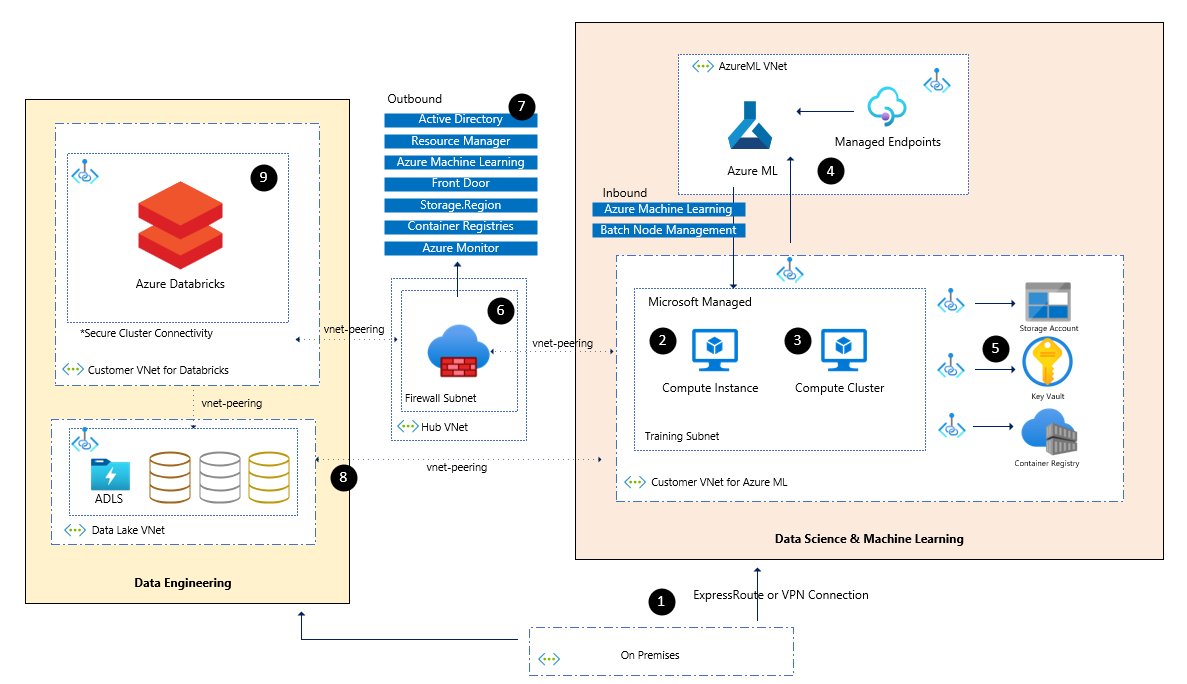 AzureML VNet
Managed Endpoints
Azure ML
4
Outbound
7
Active Directory
Resource Manager
Azure Machine Learning
Front Door
Storage.Region
Container Registries
Azure Monitor
Inbound
Azure Machine Learning
Batch Node Management
9
Azure Databricks
*Secure Cluster Connectivity
Customer VNet for Databricks
vnet-peering
6
Firewall Subnet
Hub VNet
vnet-peering
vnet-peering
vnet-peering
8
ADLS
Data Lake VNet
Data Engineering
Microsoft Managed
2
Compute Instance
3
Compute Cluster
Training Subnet
Customer VNet for Azure ML
5
Storage Account
Key Vault
Container Registry
Data Science & Machine Learning
1
ExpressRoute or VPN Connection
On Premises